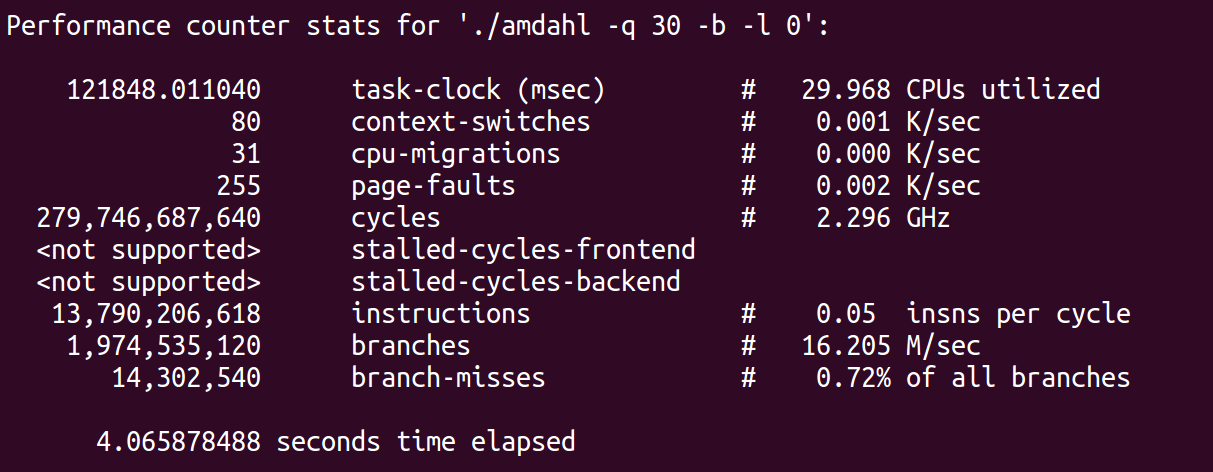 Performance counter stats for './amdahl -q 30 -b -l 0':
121848.011040 task-clock (msec) # 29.968 CPUs utilized
80 context-switches # 0.001 K/sec
31 cpu-migrations # 0.000 K/sec
255 page-faults # 0.002 K/sec
279,746,687,640 cycles # 2.296 GHz
<not supported> stalled-cycles-frontend
<not supported> stalled-cycles-backend
13,790,206,618 instructions # 0.05 insns per cycle
1,974,535,120 branches # 16.205 M/sec
14,302,540 branch-misses # 0.72% of all branches
4.065878488 seconds time elapsed